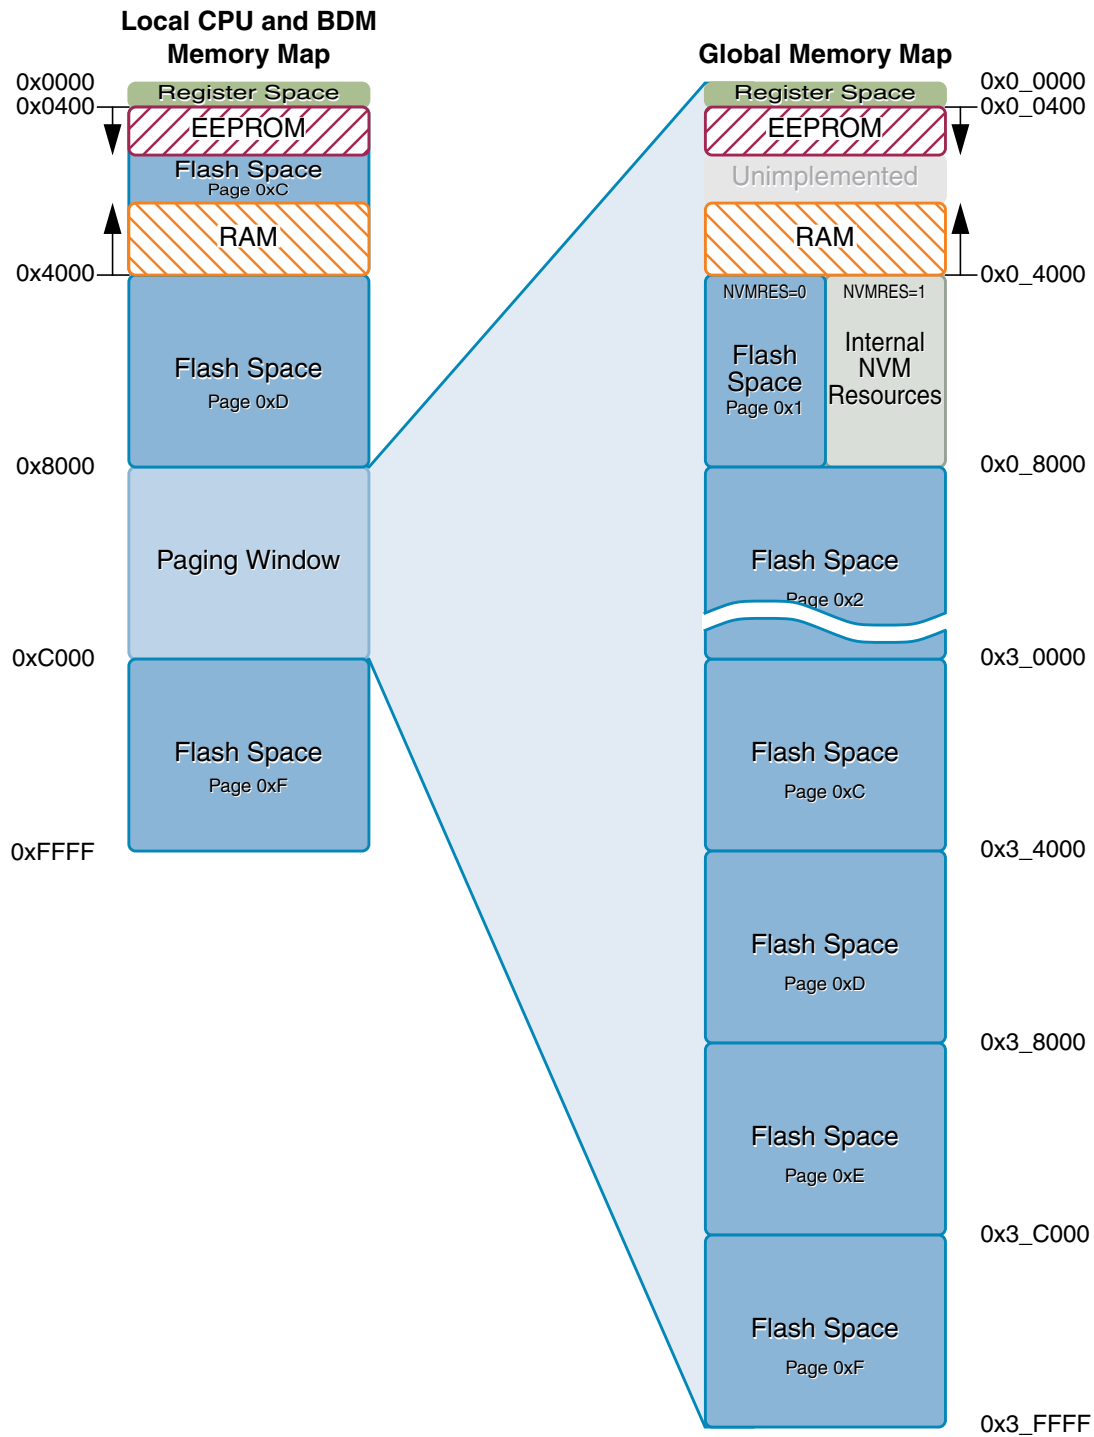 Local CPU and BDM
Memory Map
0x0000
0x0400
Register Space
EEPROM
Flash Space
Page 0xC
RAM
0x4000
Flash Space
Page 0xD
0x8000
Paging Window
0xC000
Flash Space
Page 0xF
0xFFFF
Global Memory Map
0x0_0000
0x0_0400
Register Space
EEPROM
Unimplemented
RAM
0x0_4000
NVMRES=0
NVMRES=1
Flash
Space
Page 0x1
Internal
NVM
Resources
0x0_8000
Flash Space
Page 0x2
0x3_0000
Flash Space
Page 0xC
0x3_4000
Flash Space
Page 0xD
0x3_8000
Flash Space
Page 0xE
0x3_C000
Flash Space
Page 0xF
0x3_FFFF